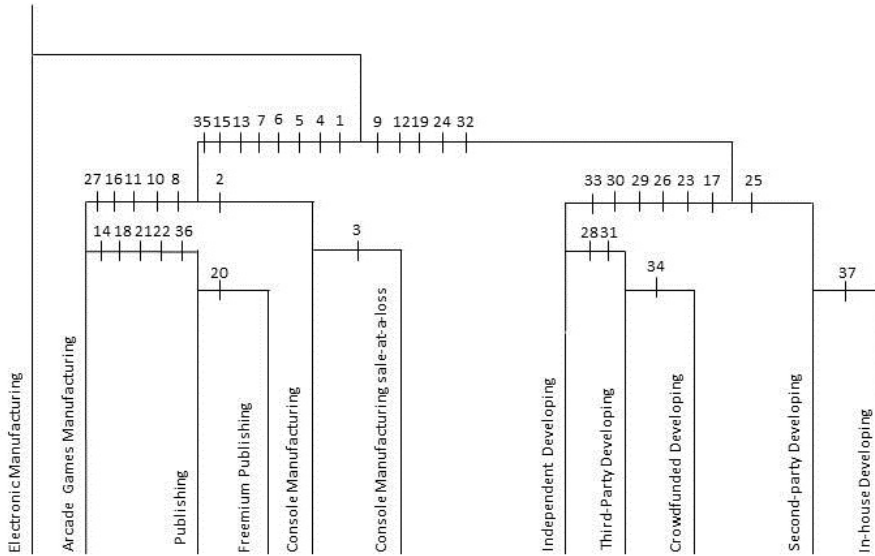 35 15 13 7 6 5 4 1 9 12 19 24 32
27 16 11 10 8 2 33 30 29 26 23 17 25
14 18 21 22 36 3 28 31
20 34 37
Electronic Manufacturing
Arcade Games Manufacturing
Publishing
Freemium Publishing
Console Manufacturing
Console Manufacturing sale-at-a-loss
Independent Developing
Third-Party Developing
Crowdfunded Developing
Second-party Developing
In-house Developing